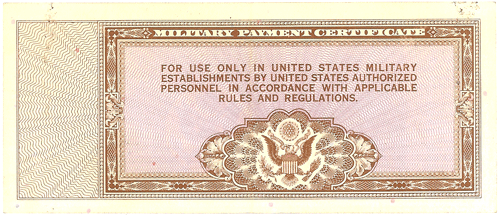 MILITARY PAYMENT CERTIFICATE
FOR USE ONLY IN UNITED STATES MILITARY
ESTABLISHMENTS BY UNITED STATES AUTHORIZED
PERSONNEL IN ACCORDANCE WITH APPLICABLE
RULES AND REGULATIONS.